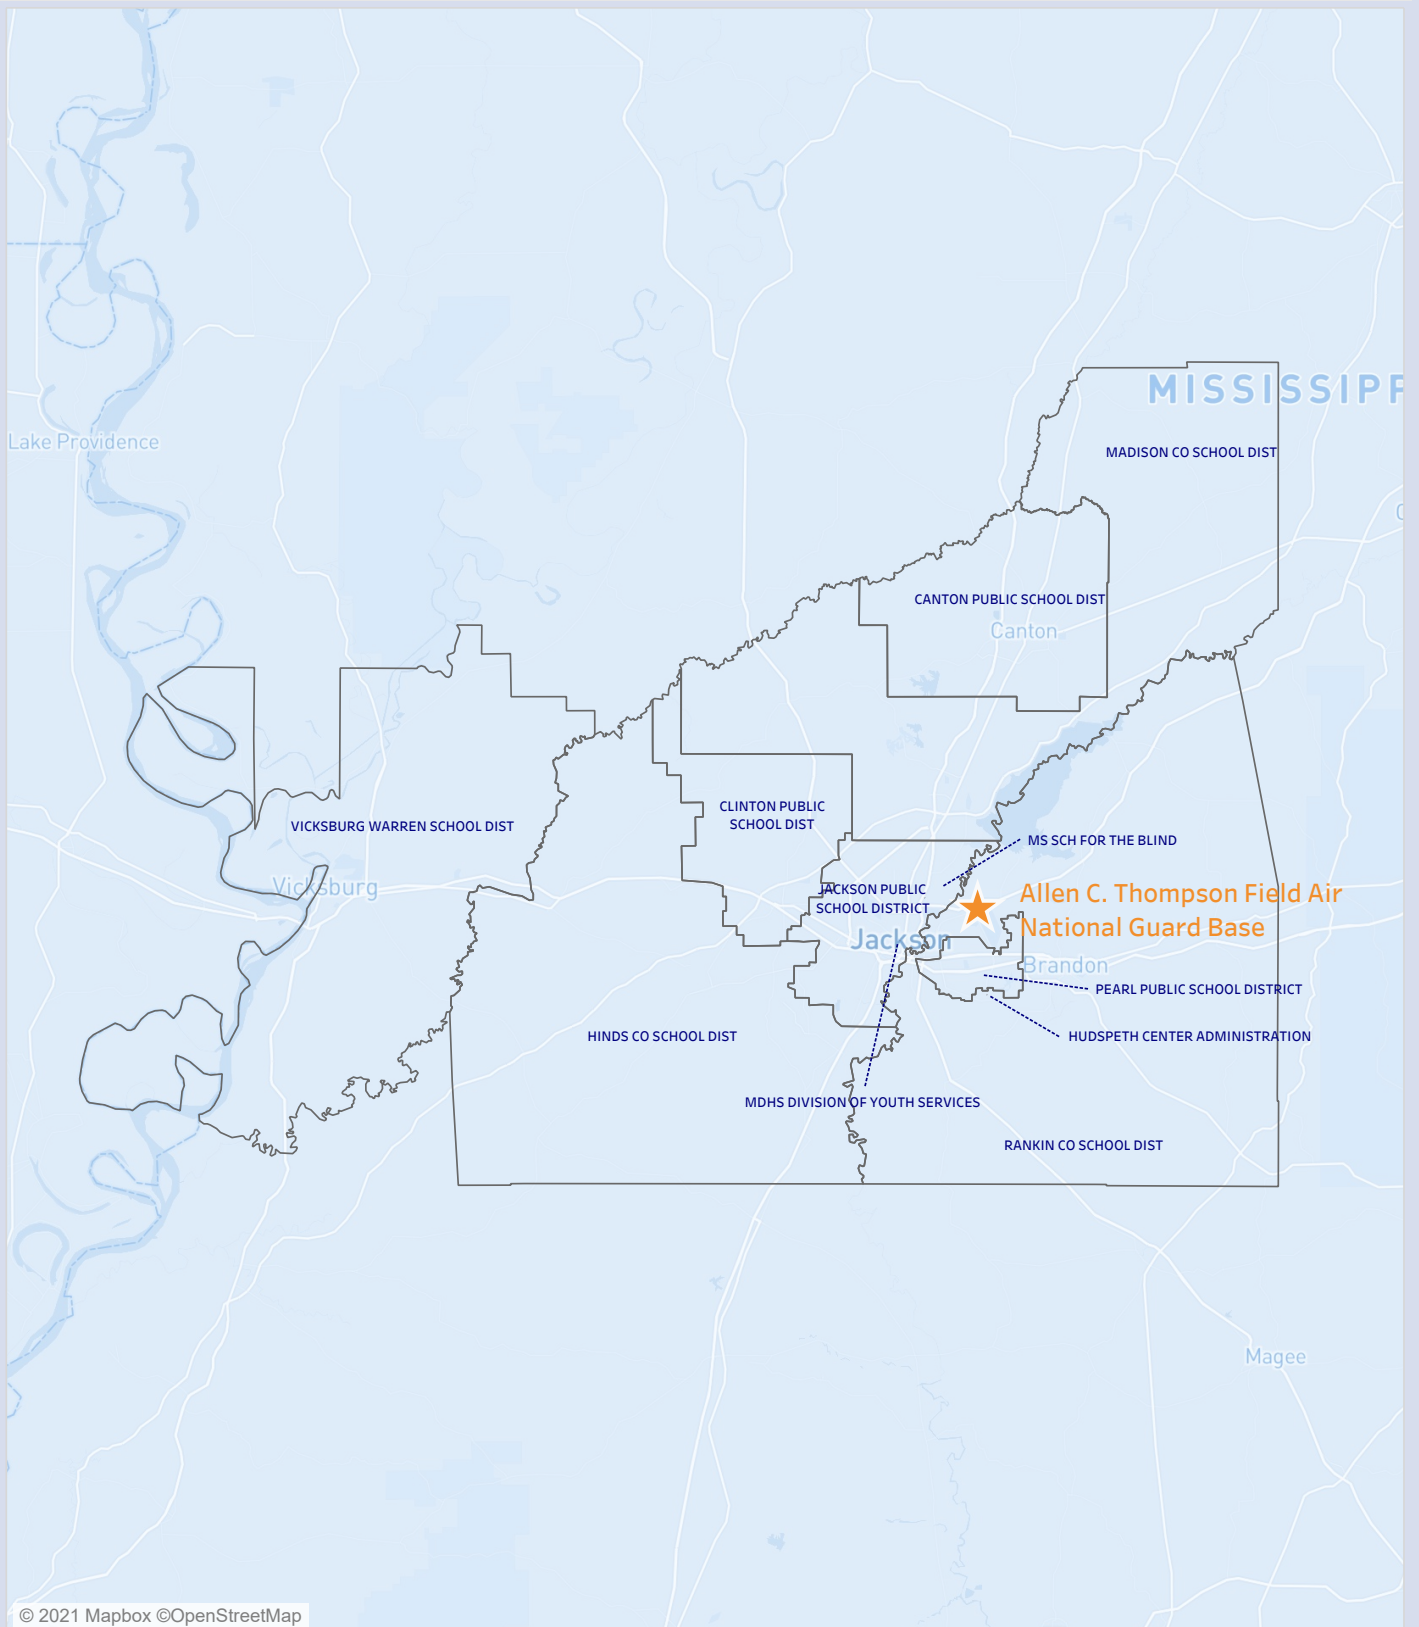 MISSISSIPP
Lake Providence
MADISON CO SCHOOL DIST
CANTON PUBLIC SCHOOL DIST
Canton
CLINTON PUBLIC
SCHOOL DIST
VICKSBURG WARREN SCHOOL DIST
MS SCH FOR THE BLIND
Vicksburg
JACKSON PUBLIC
SCHOOL DISTRICT
Allen C. Thompson Field Air
National Guard Base
Jackson
Brandon
PEARL PUBLIC SCHOOL DISTRICT
HINDS CO SCHOOL DIST
HUDSPETH CENTER ADMINISTRATION
MDHS DIVISION OF YOUTH SERVICES
RANKIN CO SCHOOL DIST
Magee
© 2021 Mapbox ©OpenStreetMap